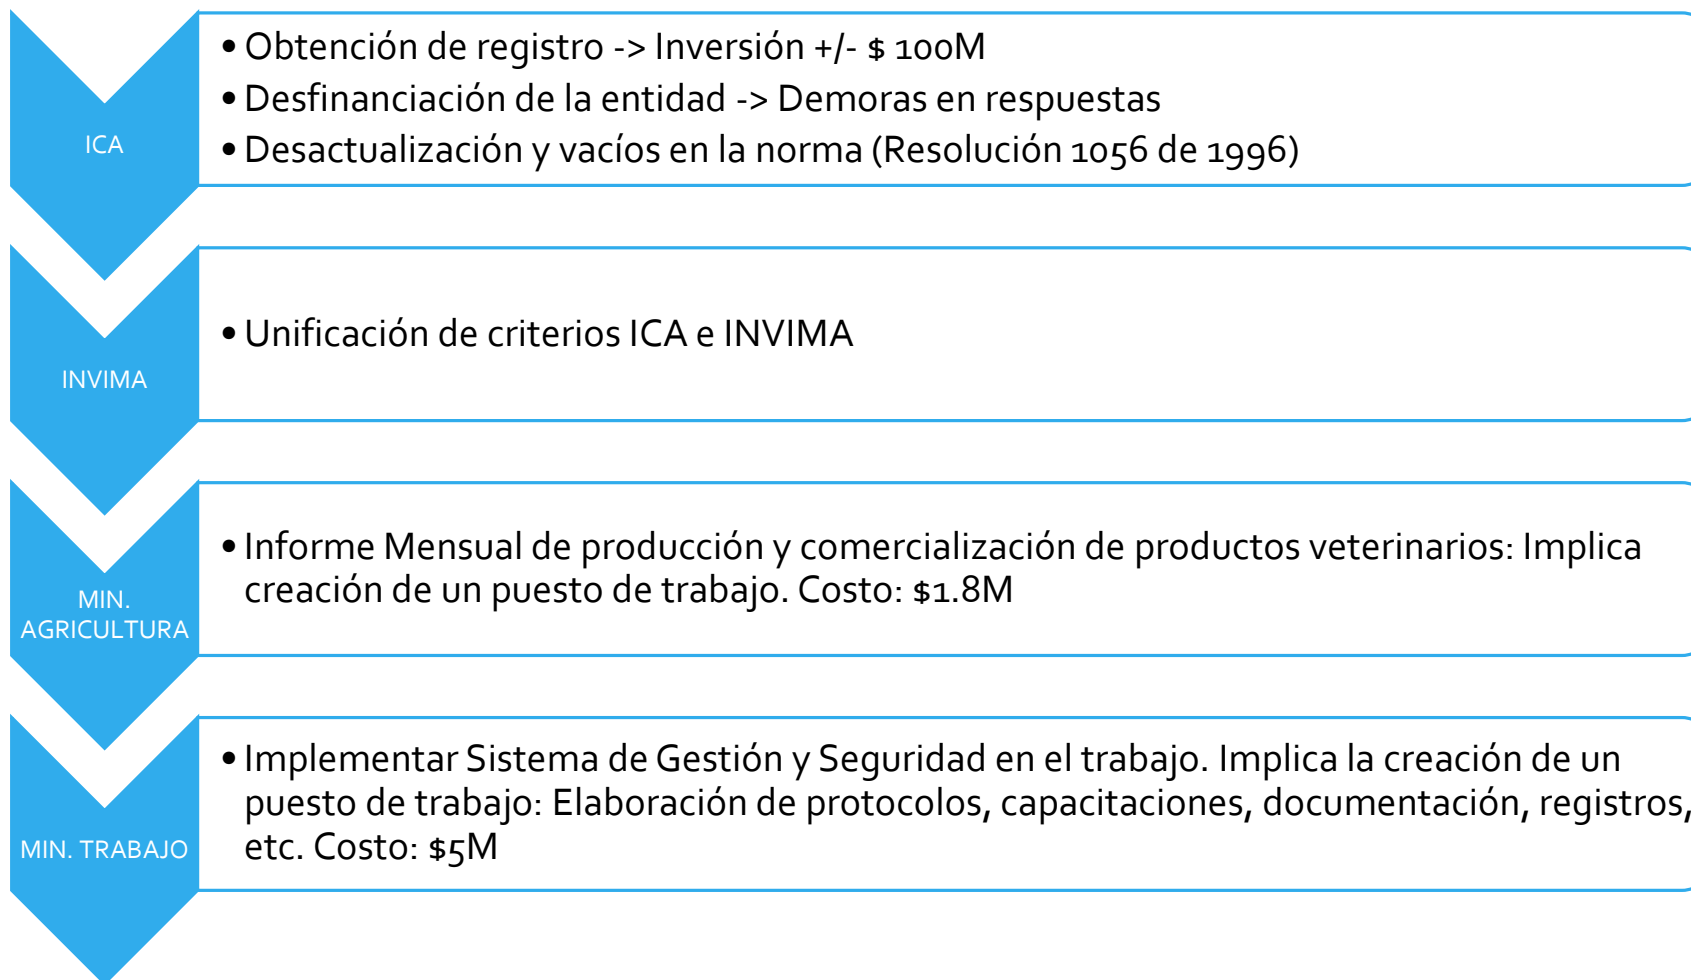 ICA
• Obtención de registro -> Inversión +/- $ 100M
• Desfinanciación de la entidad -> Demoras en respuestas
• Desactualización y vacíos en la norma (Resolución 1056 de 1996)
INVIMA
• Unificación de criterios ICA e INVIMA
MIN.
AGRICULTURA
• Informe Mensual de producción y comercialización de productos veterinarios: Implica
creación de un puesto de trabajo. Costo: $1.8M
MIN. TRABAJO
• Implementar Sistema de Gestión y Seguridad en el trabajo. Implica la creación de un
puesto de trabajo: Elaboración de protocolos, capacitaciones, documentación, registros,
etc. Costo: $5M